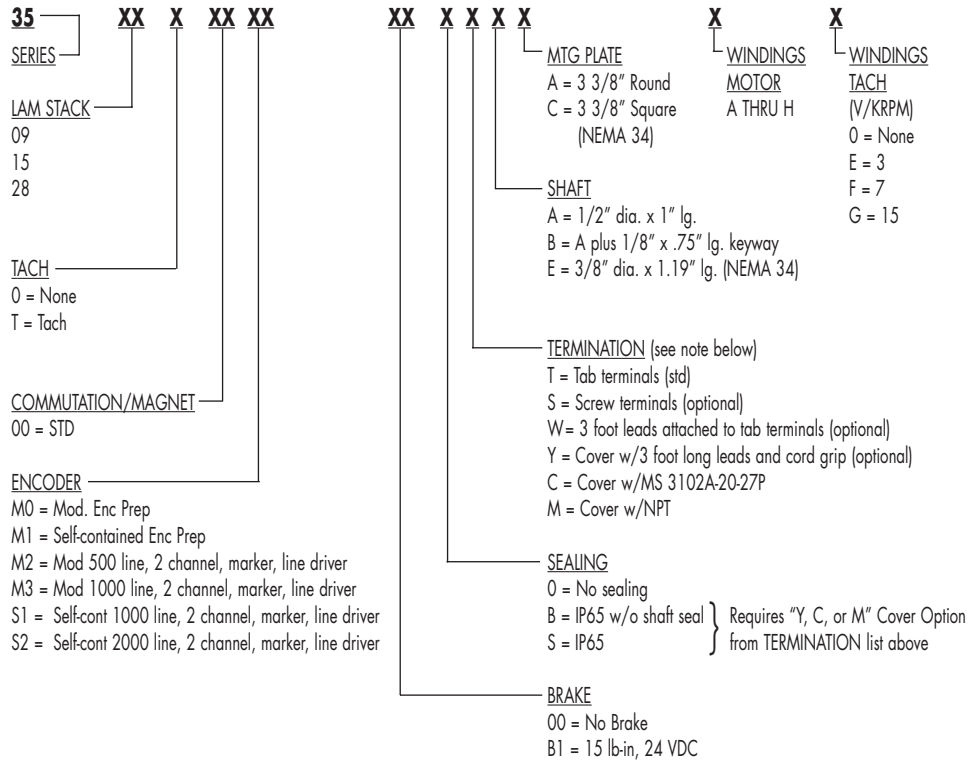 35 XX X XX XX XX X X X X X X
SERIES
LAM STACK
09
15
28
TACH
0 = None
T = Tach
COMMUTATION/MAGNET
00 = STD
ENCODER
M0 = Mod. Enc Prep
M1 = Self-contained Enc Prep
M2 = Mod 500 line, 2 channel, marker, line driver
M3 = Mod 1000 line, 2 channel, marker, line driver
S1 = Self-cont 1000 line, 2 channel, marker, line driver
S2 = Self-cont 2000 line, 2 channel, marker, line driver
MTG PLATE
A = 3 3/8" Round
C = 3 3/8" Square
(NEMA 34)
SHAFT
A = 1/2" dia. x 1" lg.
B = A plus 1/8" x .75" lg. keyway
E = 3/8" dia. x 1.19" lg. (NEMA 34)
TERMINATION (see note below)
T = Tab terminals (std)
S = Screw terminals (optional)
W= 3 foot leads attached to tab terminals (optional)
Y = Cover w/3 foot long leads and cord grip (optional)
C = Cover w/MS 3102A-20-27P
M = Cover w/NPT
SEALING
0 = No sealing
B = IP65 w/o shaft seal
S = IP65
} Requires "Y, C, or M" Cover Option
from TERMINATION list above
BRAKE
00 = No Brake
B1 = 15 lb-in, 24 VDC
WINDINGS
MOTOR
A THRU H
WINDINGS
TACH
(V/KRPM)
0 = None
E = 3
F = 7
G = 15